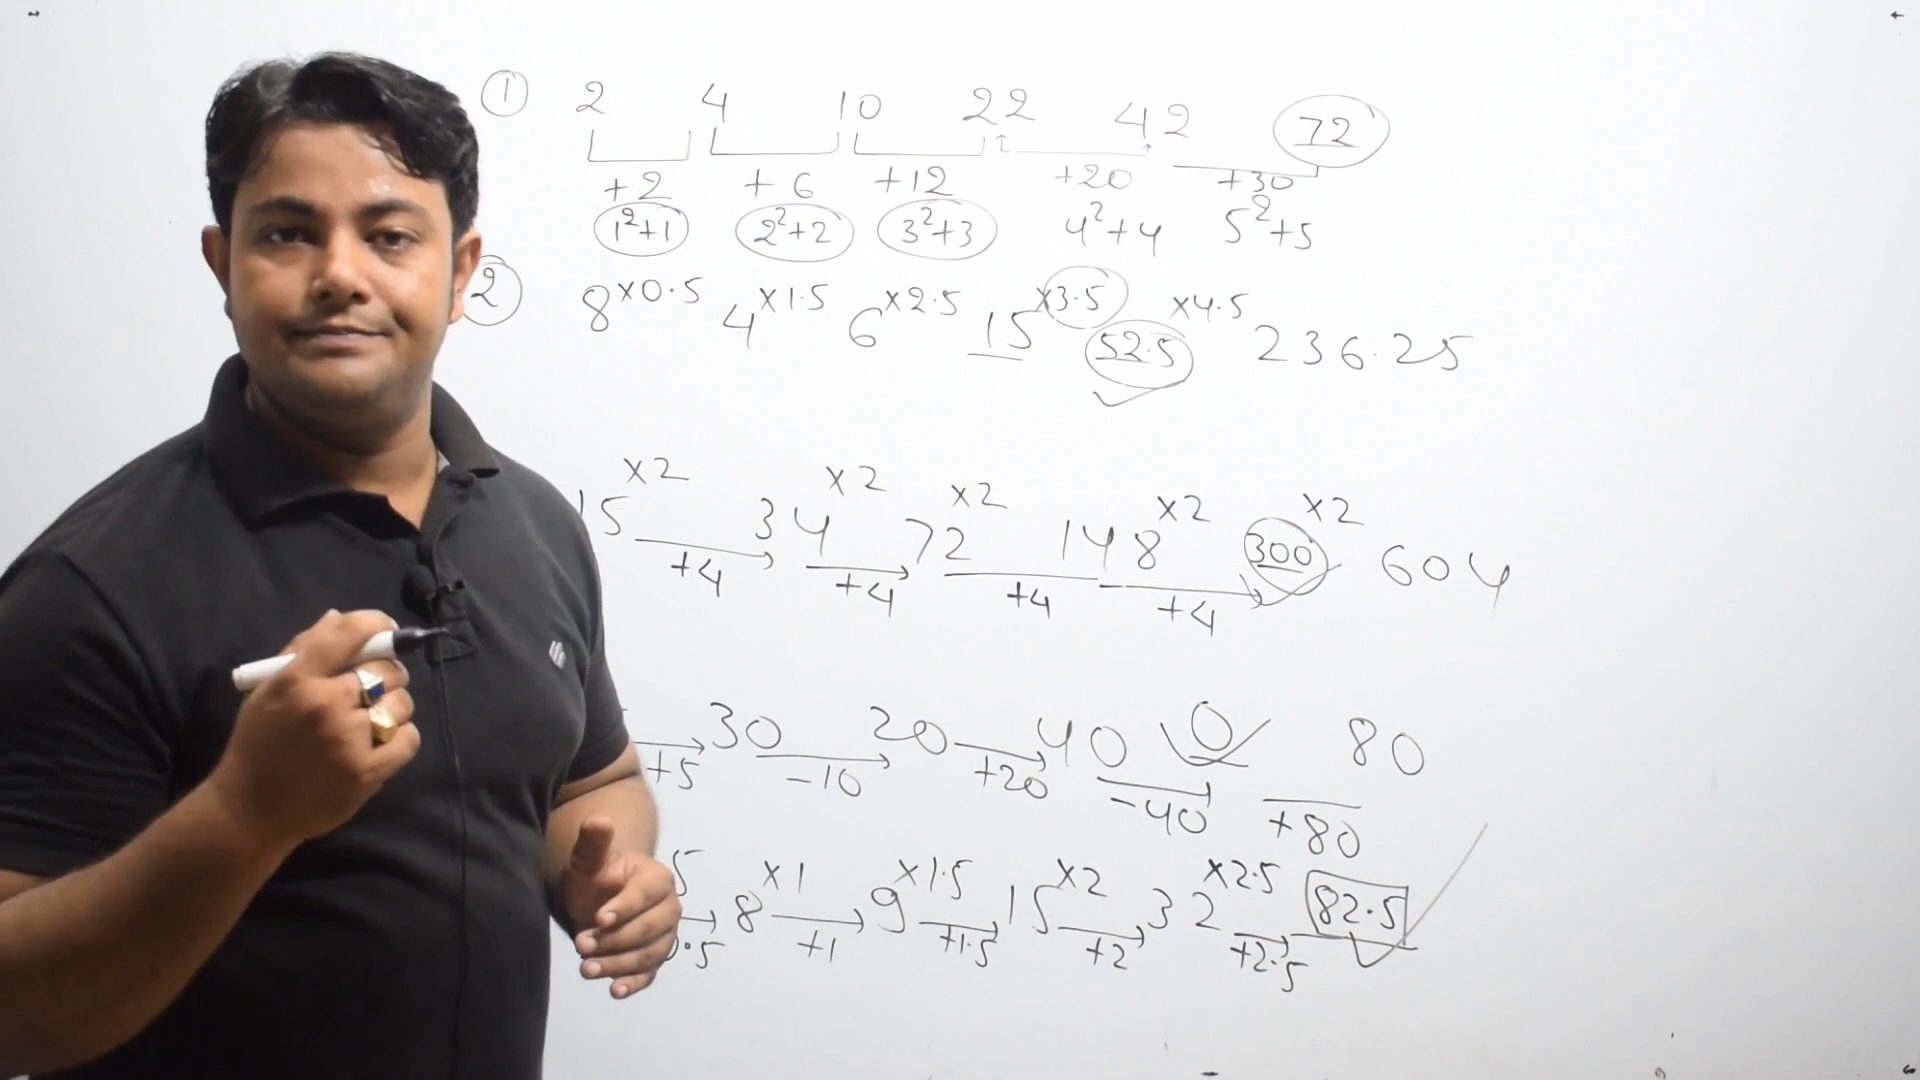 ① 2 4 10 22 42 72
+2 +6 +12 +20 +30
1²+1 2²+2 3²+3 4²+4 5²+5
② 8 ×0.5 4 ×1.5 6 ×2.5 15 ×3.5 52.5 ×4.5 236.25
×2 ×2 ×2 ×2 ×2
15 34 72 148 300 604
+4 +4 +4 +4
30 20 40 0 80
+5 -10 +20 -40 +80
5 ×1 ×1.5 ×2 ×2.5
8 9 15 32 82.5
.5 +1 +1.5 +2 +2.5